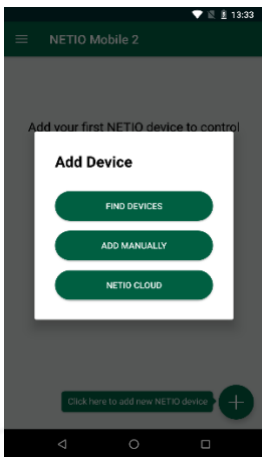 13:33
NETIO Mobile 2
Add your first NETIO device to control
Add Device
FIND DEVICES
ADD MANUALLY
NETIO CLOUD
Click here to add new NETIO device